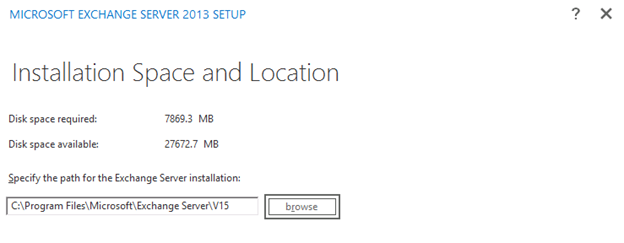 MICROSOFT EXCHANGE SERVER 2013 SETUP ? ✕
Installation Space and Location
Disk space required: 7869.3 MB
Disk space available: 27672.7 MB
Specify the path for the Exchange Server installation:
C:\Program Files\Microsoft\Exchange Server\V15 browse